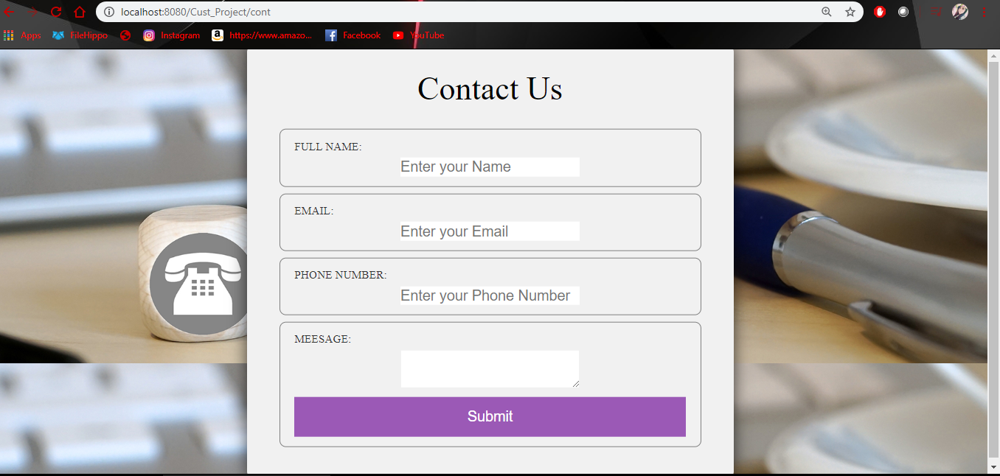 localhost:8080/Cust_Project/cont
Apps FileHippo Instagram a https://www.amazo... f Facebook YouTube
Contact Us
FULL NAME:
Enter your Name
EMAIL:
Enter your Email
PHONE NUMBER:
Enter your Phone Number
MEESAGE:
Submit